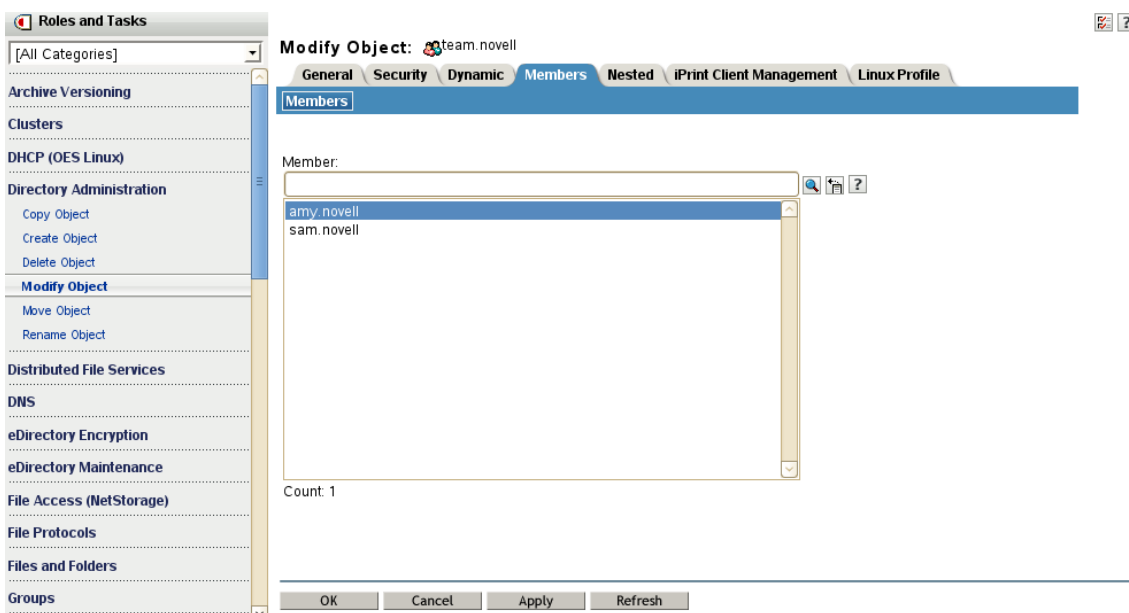 Roles and Tasks
[All Categories]
Archive Versioning
Clusters
DHCP (OES Linux)
Directory Administration
Copy Object
Create Object
Delete Object
Modify Object
Move Object
Rename Object
Distributed File Services
DNS
eDirectory Encryption
eDirectory Maintenance
File Access (NetStorage)
File Protocols
Files and Folders
Groups
?
Modify Object: team.novell
General Security Dynamic Members Nested iPrint Client Management Linux Profile
Members
Member:
?
amy.novell
sam.novell
Count: 1
OK Cancel Apply Refresh